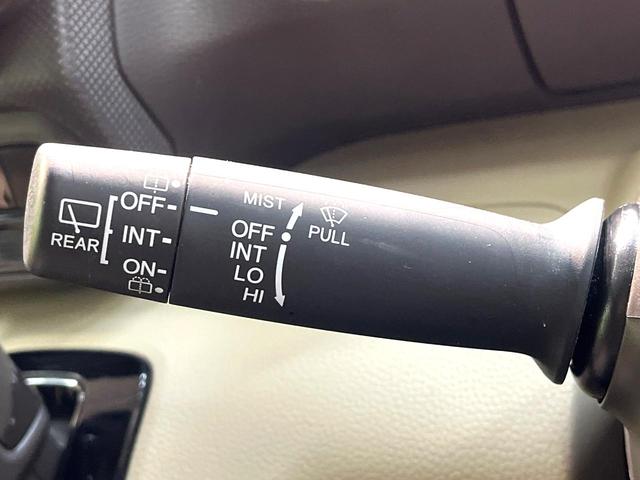 REAR
OFF
INT
ON
MIST
OFF
INT
LO
HI
PULL